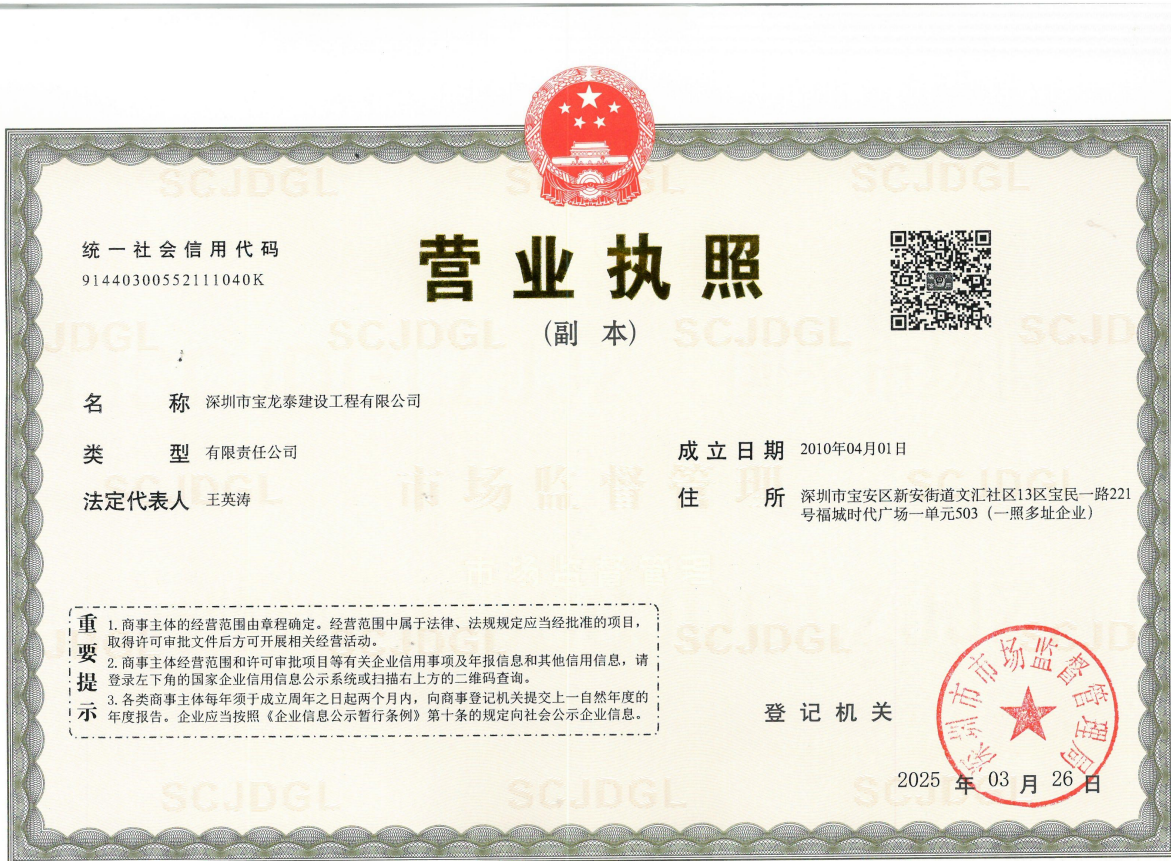 统一社会信用代码
91440300552111040K
营业执照
(副 本)
名 称 深圳市宝龙泰建设工程有限公司
类 型 有限责任公司
法定代表人 王英涛
成立日期 2010年04月01日
住 所 深圳市宝安区新安街道文汇社区13区宝民一路221
号福城时代广场一单元503（一照多址企业）
重要提示
1. 商事主体的经营范围由章程确定。经营范围中属于法律、法规规定应当经批准的项目，
取得许可审批文件后方可开展相关经营活动。
2. 商事主体经营范围和许可审批项目等有关企业信用事项及年报信息和其他信用信息，请
登录左下角的国家企业信用信息公示系统或扫描右上方的二维码查询。
3. 各类商事主体每年须于成立周年之日起两个月内，向商事登记机关提交上一自然年度的
年度报告。企业应当按照《企业信息公示暂行条例》第十条的规定向社会公示企业信息。
登记机关
深圳市市场监督管理局
2025 年 03 月 26 日
SCJDGL
市场监督管理